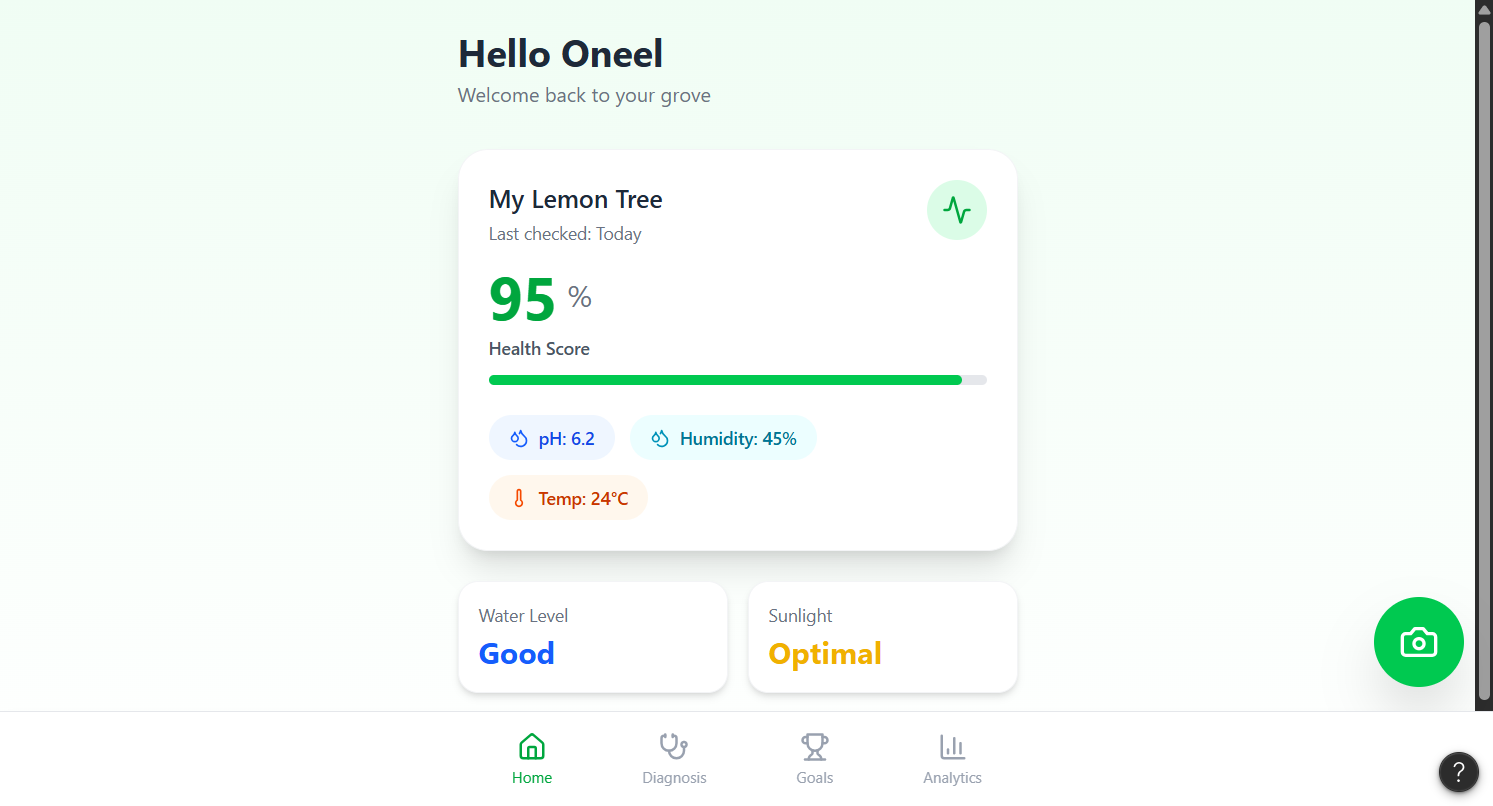 Hello Oneel
Welcome back to your grove
My Lemon Tree
Last checked: Today
95 %
Health Score
pH: 6.2
Humidity: 45%
Temp: 24°C
Water Level
Good
Sunlight
Optimal
Home
Diagnosis
Goals
Analytics
?